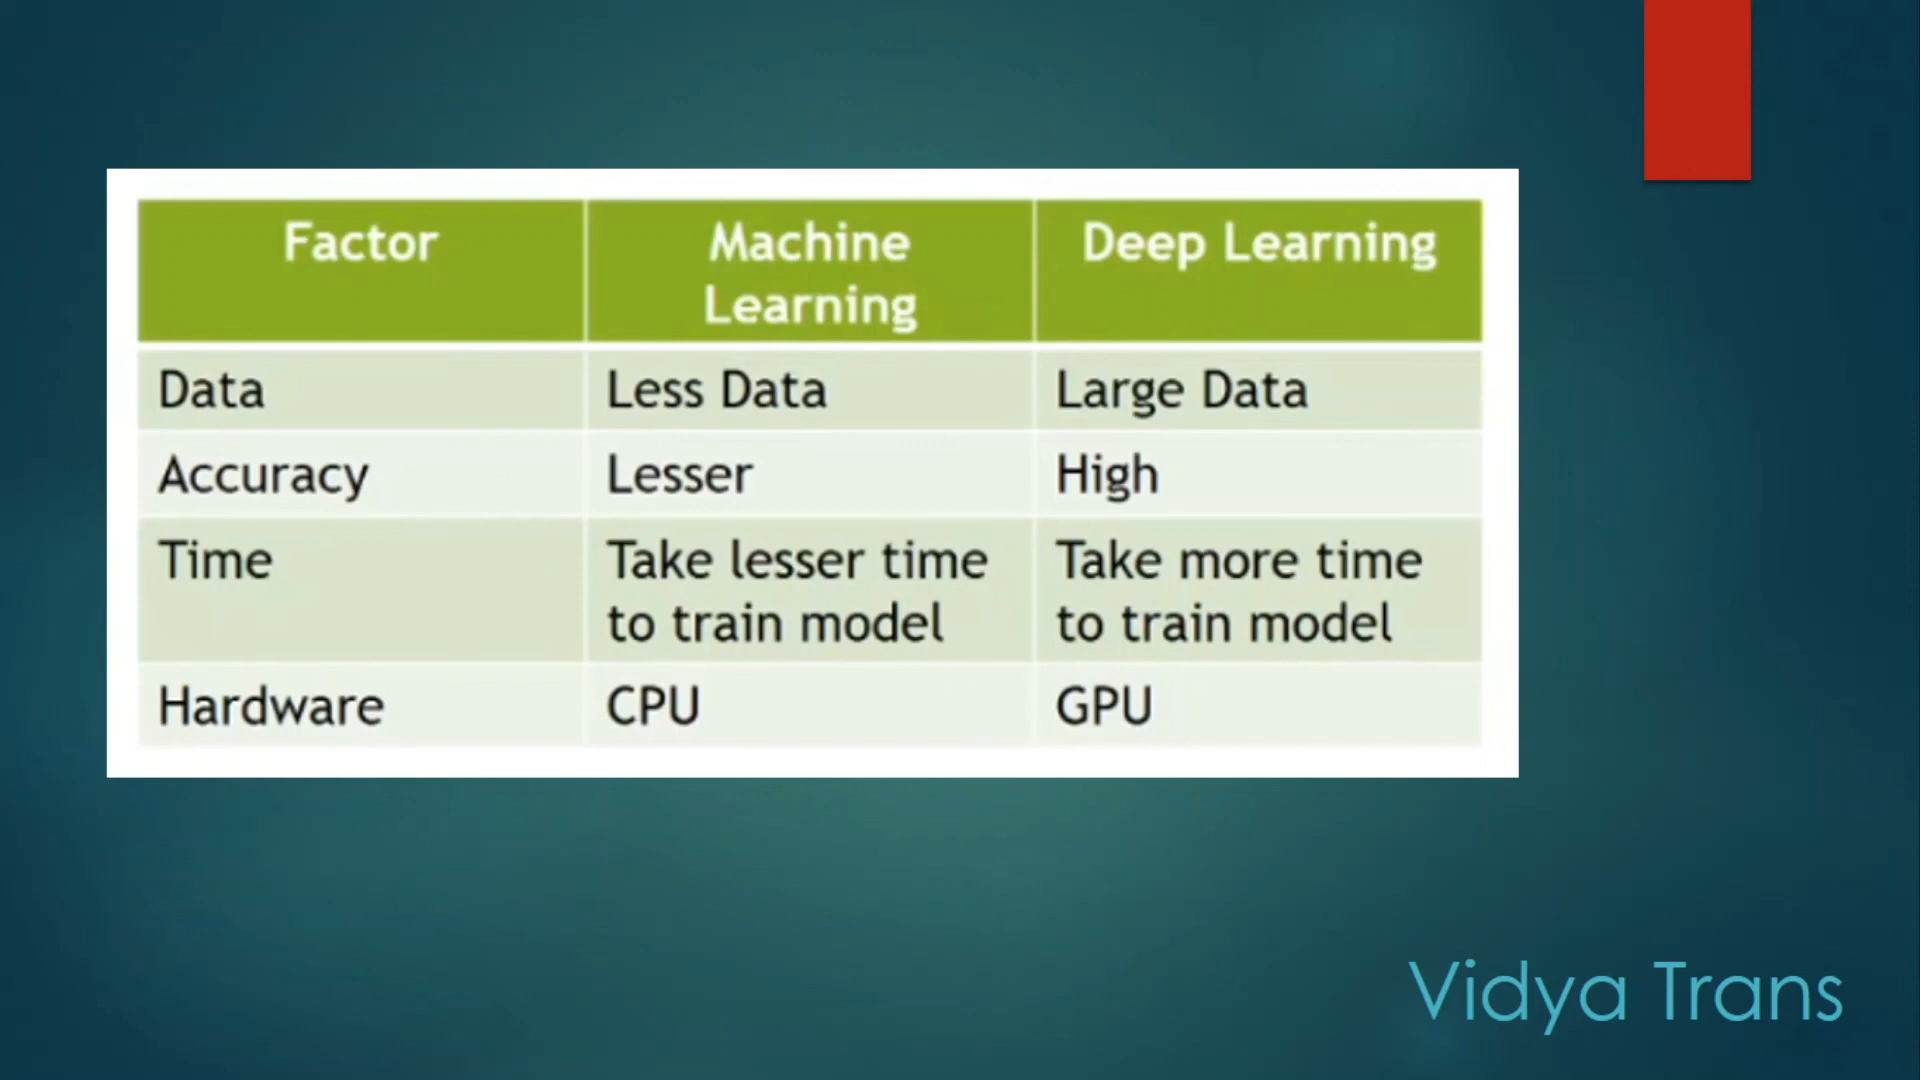 Factor Machine Deep Learning
Learning
Data Less Data Large Data
Accuracy Lesser High
Time Take lesser time Take more time
to train model to train model
Hardware CPU GPU
Vidya Trans